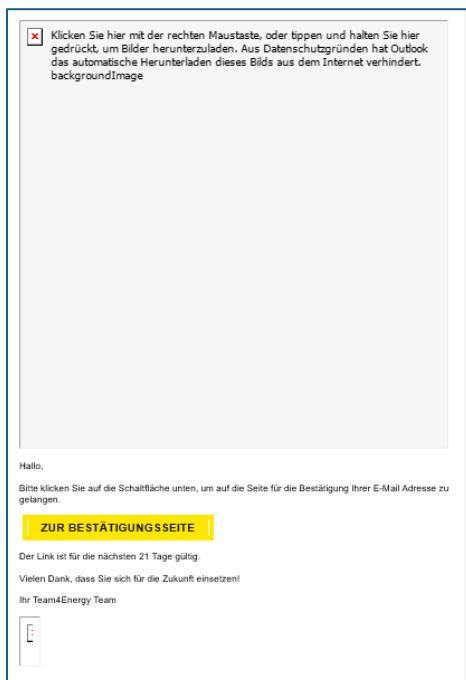 Klicken Sie hier mit der rechten Maustaste, oder tippen und halten Sie hier
gedrückt, um Bilder herunterzuladen. Aus Datenschutzgründen hat Outlook
das automatische Herunterladen dieses Bilds aus dem Internet verhindert.
backgroundImage
Hallo,
Bitte klicken Sie auf die Schaltfläche unten, um auf die Seite für die Bestätigung Ihrer E-Mail Adresse zu
gelangen.
ZUR BESTÄTIGUNGSSEITE
Der Link ist für die nächsten 21 Tage gültig.
Vielen Dank, dass Sie sich für die Zukunft einsetzen!
Ihr Team4Energy Team